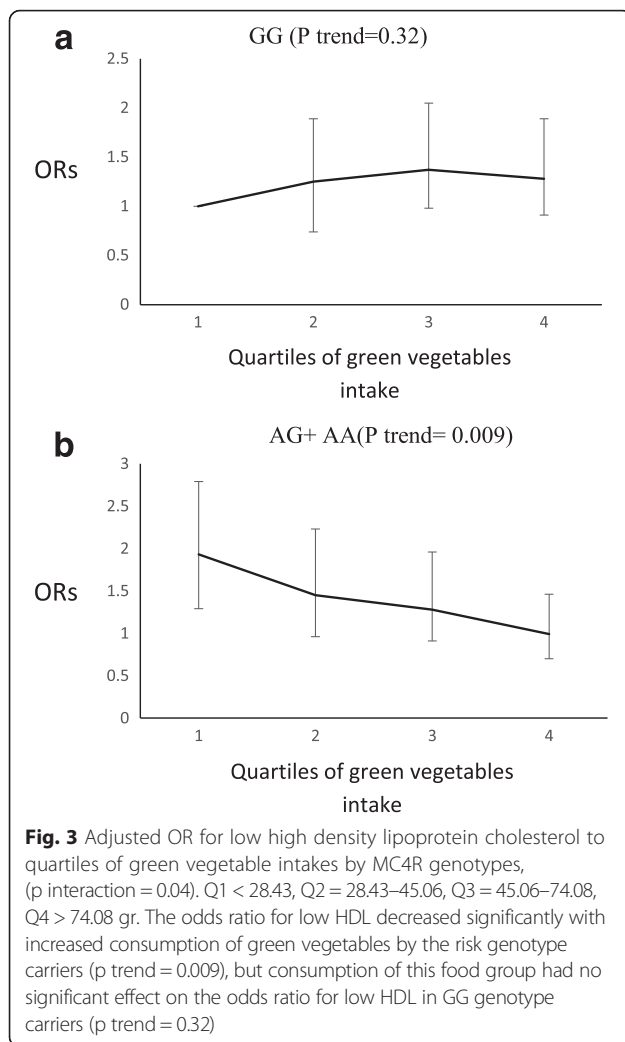 a
GG (P trend=0.32)
2.5
2
1.5
ORs
1
0.5
0
1 2 3 4
Quartiles of green vegetables
intake
b
AG+ AA(P trend= 0.009)
3
2.5
2
1.5
ORs
1
0.5
0
1 2 3 4
Quartiles of green vegetables
intake
Fig. 3 Adjusted OR for low high density lipoprotein cholesterol to
quartiles of green vegetable intakes by MC4R genotypes,
(p interaction = 0.04). Q1 < 28.43, Q2 = 28.43–45.06, Q3 = 45.06–74.08,
Q4 > 74.08 gr. The odds ratio for low HDL decreased significantly with
increased consumption of green vegetables by the risk genotype
carriers (p trend = 0.009), but consumption of this food group had no
significant effect on the odds ratio for low HDL in GG genotype
carriers (p trend = 0.32)